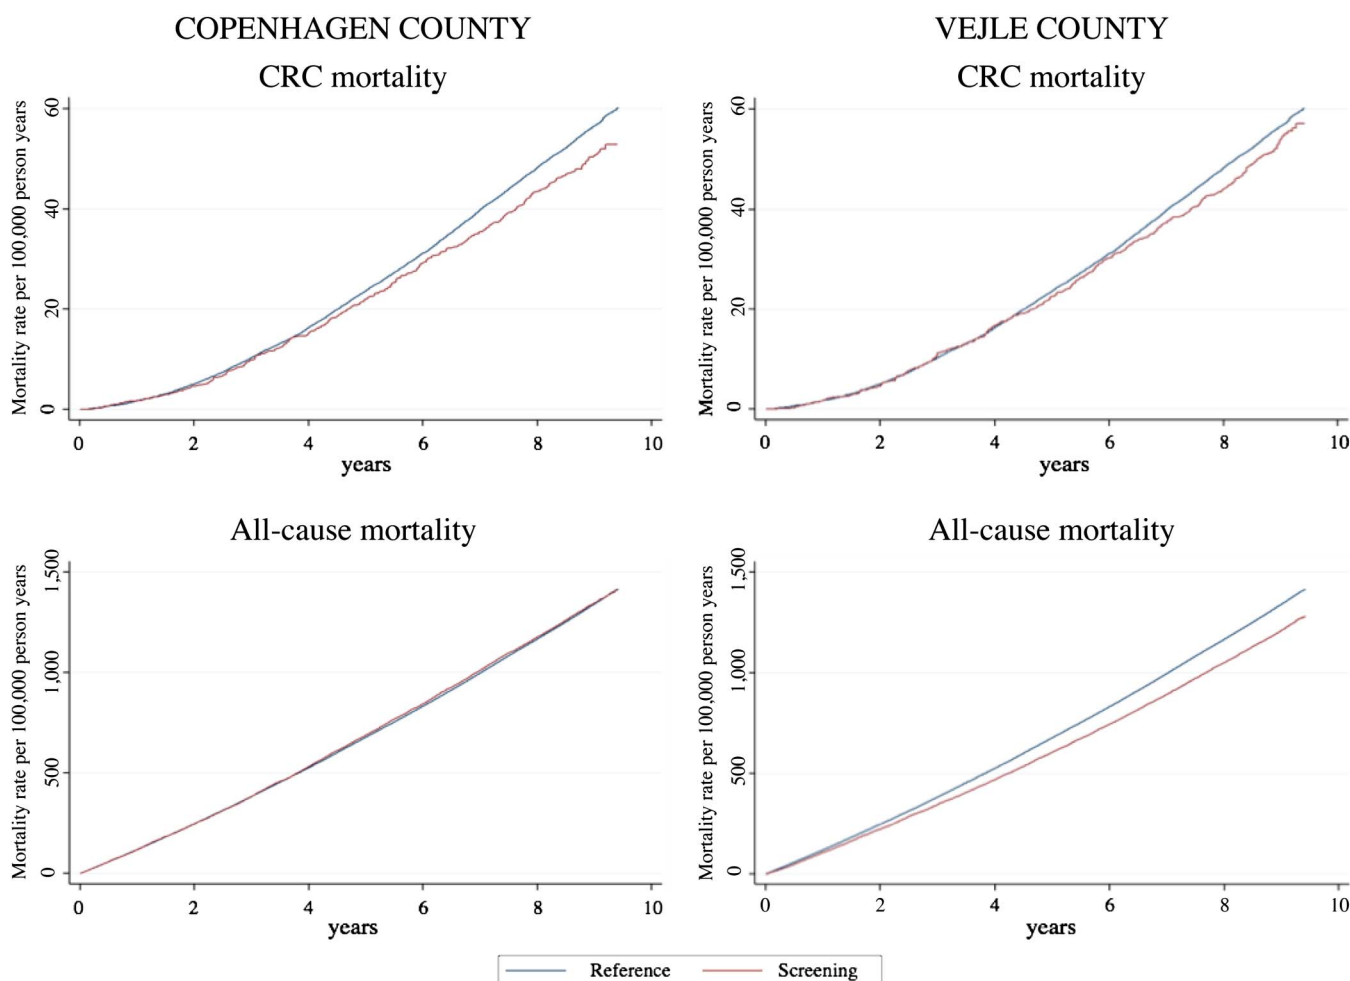 COPENHAGEN COUNTY
VEJLE COUNTY
CRC mortality
CRC mortality
Mortality rate per 100,000 person years
60
40
20
0
0 2 4 6 8 10
years
Mortality rate per 100,000 person years
60
40
20
0
0 2 4 6 8 10
years
All-cause mortality
All-cause mortality
Mortality rate per 100,000 person years
1,500
1,000
500
0
0 2 4 6 8 10
years
Mortality rate per 100,000 person years
1,500
1,000
500
0
0 2 4 6 8 10
years
Reference Screening